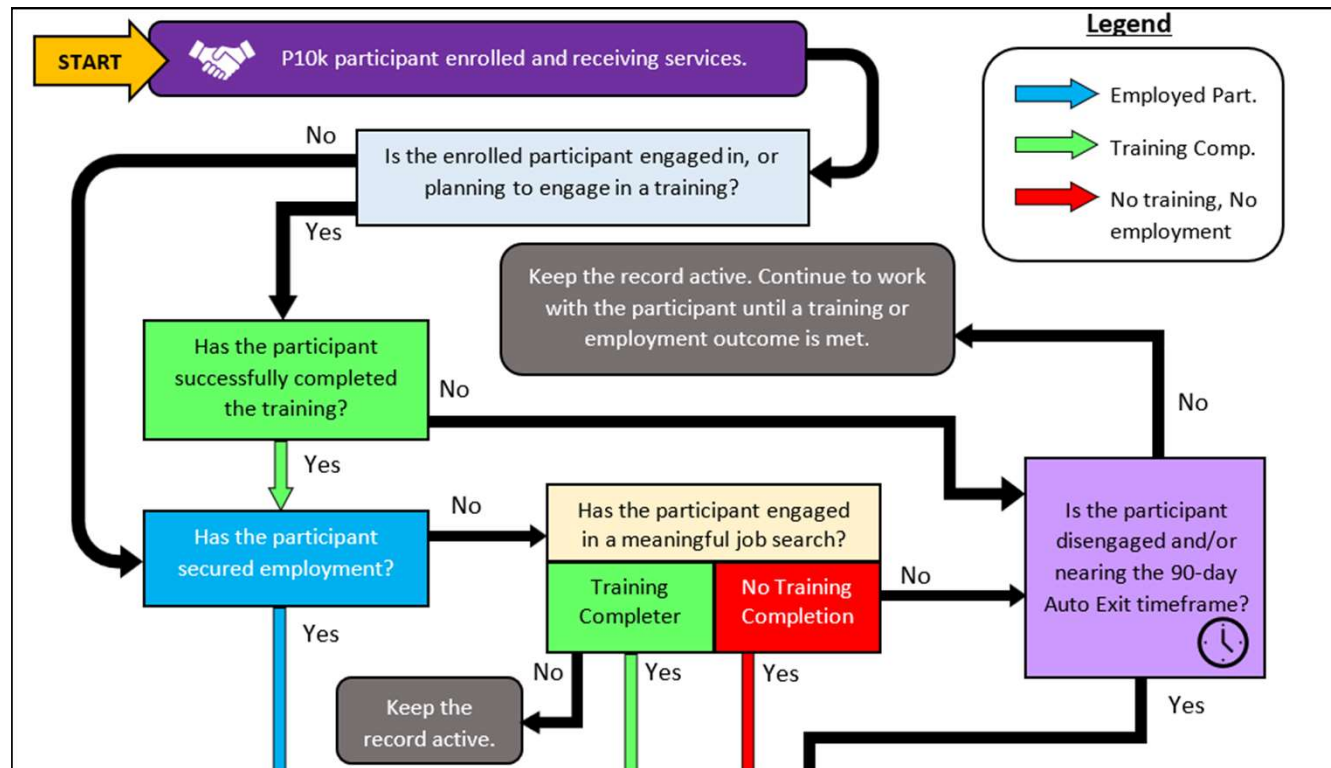 Legend
START
P10k participant enrolled and receiving services.
Employed Part.
Training Comp.
No training, No
employment
No
Is the enrolled participant engaged in, or
planning to engage in a training?
Yes
Keep the record active. Continue to work
with the participant until a training or
employment outcome is met.
Has the participant
successfully completed
the training?
No
No
Yes
Has the participant
secured employment?
No
Has the participant engaged
in a meaningful job search?
Training
Completer
No Training
Completion
No
Is the participant
disengaged and/or
nearing the 90-day
Auto Exit timeframe?
Yes
No
Yes
Yes
Yes
Keep the
record active.